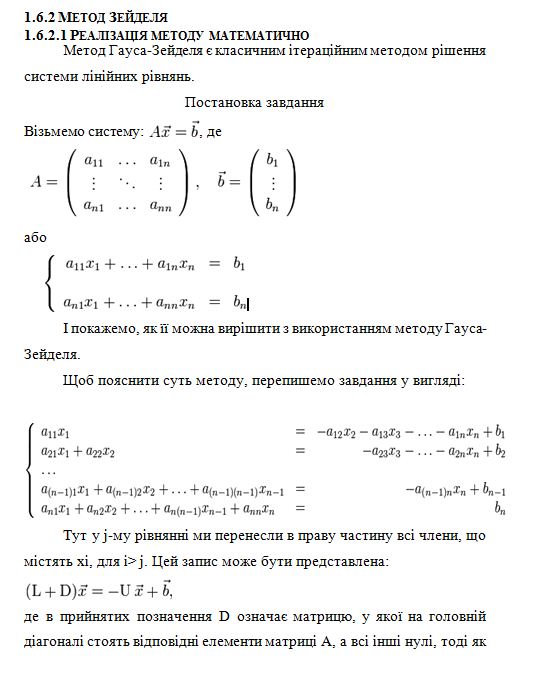 1.6.2 МЕТОД ЗЕЙДЕЛЯ
1.6.2.1 РЕАЛІЗАЦІЯ МЕТОДУ МАТЕМАТИЧНО
Метод Гауса-Зейделя є класичним ітераційним методом рішення
системи лінійних рівнянь.
Постановка завдання
Візьмемо систему: $A\vec{x} = \vec{b}$, де
$A = \begin{pmatrix} a_{11} & \ldots & a_{1n} \\ \vdots & \ddots & \vdots \\ a_{n1} & \ldots & a_{nn} \end{pmatrix}, \quad \vec{b} = \begin{pmatrix} b_1 \\ \vdots \\ b_n \end{pmatrix}$
або
$\begin{cases} a_{11}x_1 + \ldots + a_{1n}x_n & = & b_1 \\ a_{n1}x_1 + \ldots + a_{nn}x_n & = & b_n \end{cases}$
І покажемо, як її можна вирішити з використанням методу Гауса-
Зейделя.
Щоб пояснити суть методу, перепишемо завдання у вигляді:
$\begin{cases} a_{11}x_1 & = & -a_{12}x_2 - a_{13}x_3 - \ldots - a_{1n}x_n + b_1 \\ a_{21}x_1 + a_{22}x_2 & = & -a_{23}x_3 - \ldots - a_{2n}x_n + b_2 \\ \ldots \\ a_{(n-1)1}x_1 + a_{(n-1)2}x_2 + \ldots + a_{(n-1)(n-1)}x_{n-1} & = & -a_{(n-1)n}x_n + b_{n-1} \\ a_{n1}x_1 + a_{n2}x_2 + \ldots + a_{n(n-1)}x_{n-1} + a_{nn}x_n & = & b_n \end{cases}$
Тут у j-му рівнянні ми перенесли в праву частину всі члени, що
містять xi, для i> j. Цей запис може бути представлена:
$(\mathrm{L} + \mathrm{D})\vec{x} = -\mathrm{U}\,\vec{x} + \vec{b},$
де в прийнятих позначення D означає матрицю, у якої на головній
діагоналі стоять відповідні елементи матриці A, а всі інші нулі, тоді як